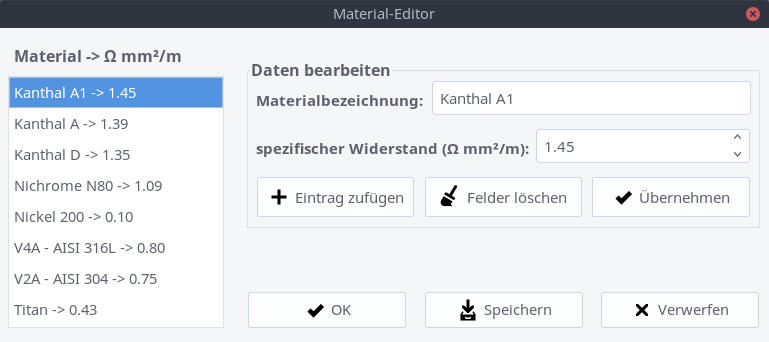 Material-Editor
Material -> Ω mm²/m
Kanthal A1 -> 1.45
Kanthal A -> 1.39
Kanthal D -> 1.35
Nichrome N80 -> 1.09
Nickel 200 -> 0.10
V4A - AISI 316L -> 0.80
V2A - AISI 304 -> 0.75
Titan -> 0.43
Daten bearbeiten
Materialbezeichnung: Kanthal A1
spezifischer Widerstand (Ω mm²/m): 1.45
Eintrag zufügen Felder löschen Übernehmen
OK Speichern Verwerfen